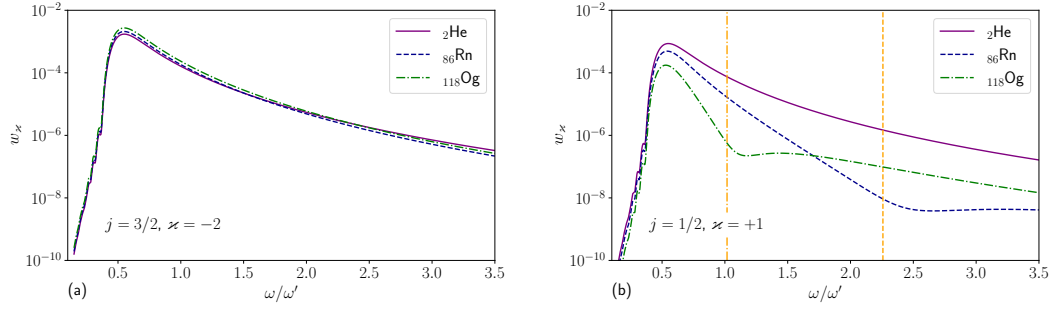 10⁻²
10⁻⁴
10⁻⁶
10⁻⁸
10⁻¹⁰
w_ϰ
₂He
₈₆Rn
₁₁₈Og
j = 3/2, ϰ = −2
0.5 1.0 1.5 2.0 2.5 3.0 3.5
(a)
ω/ω′
10⁻²
10⁻⁴
10⁻⁶
10⁻⁸
10⁻¹⁰
w_ϰ
₂He
₈₆Rn
₁₁₈Og
j = 1/2, ϰ = +1
0.5 1.0 1.5 2.0 2.5 3.0 3.5
(b)
ω/ω′